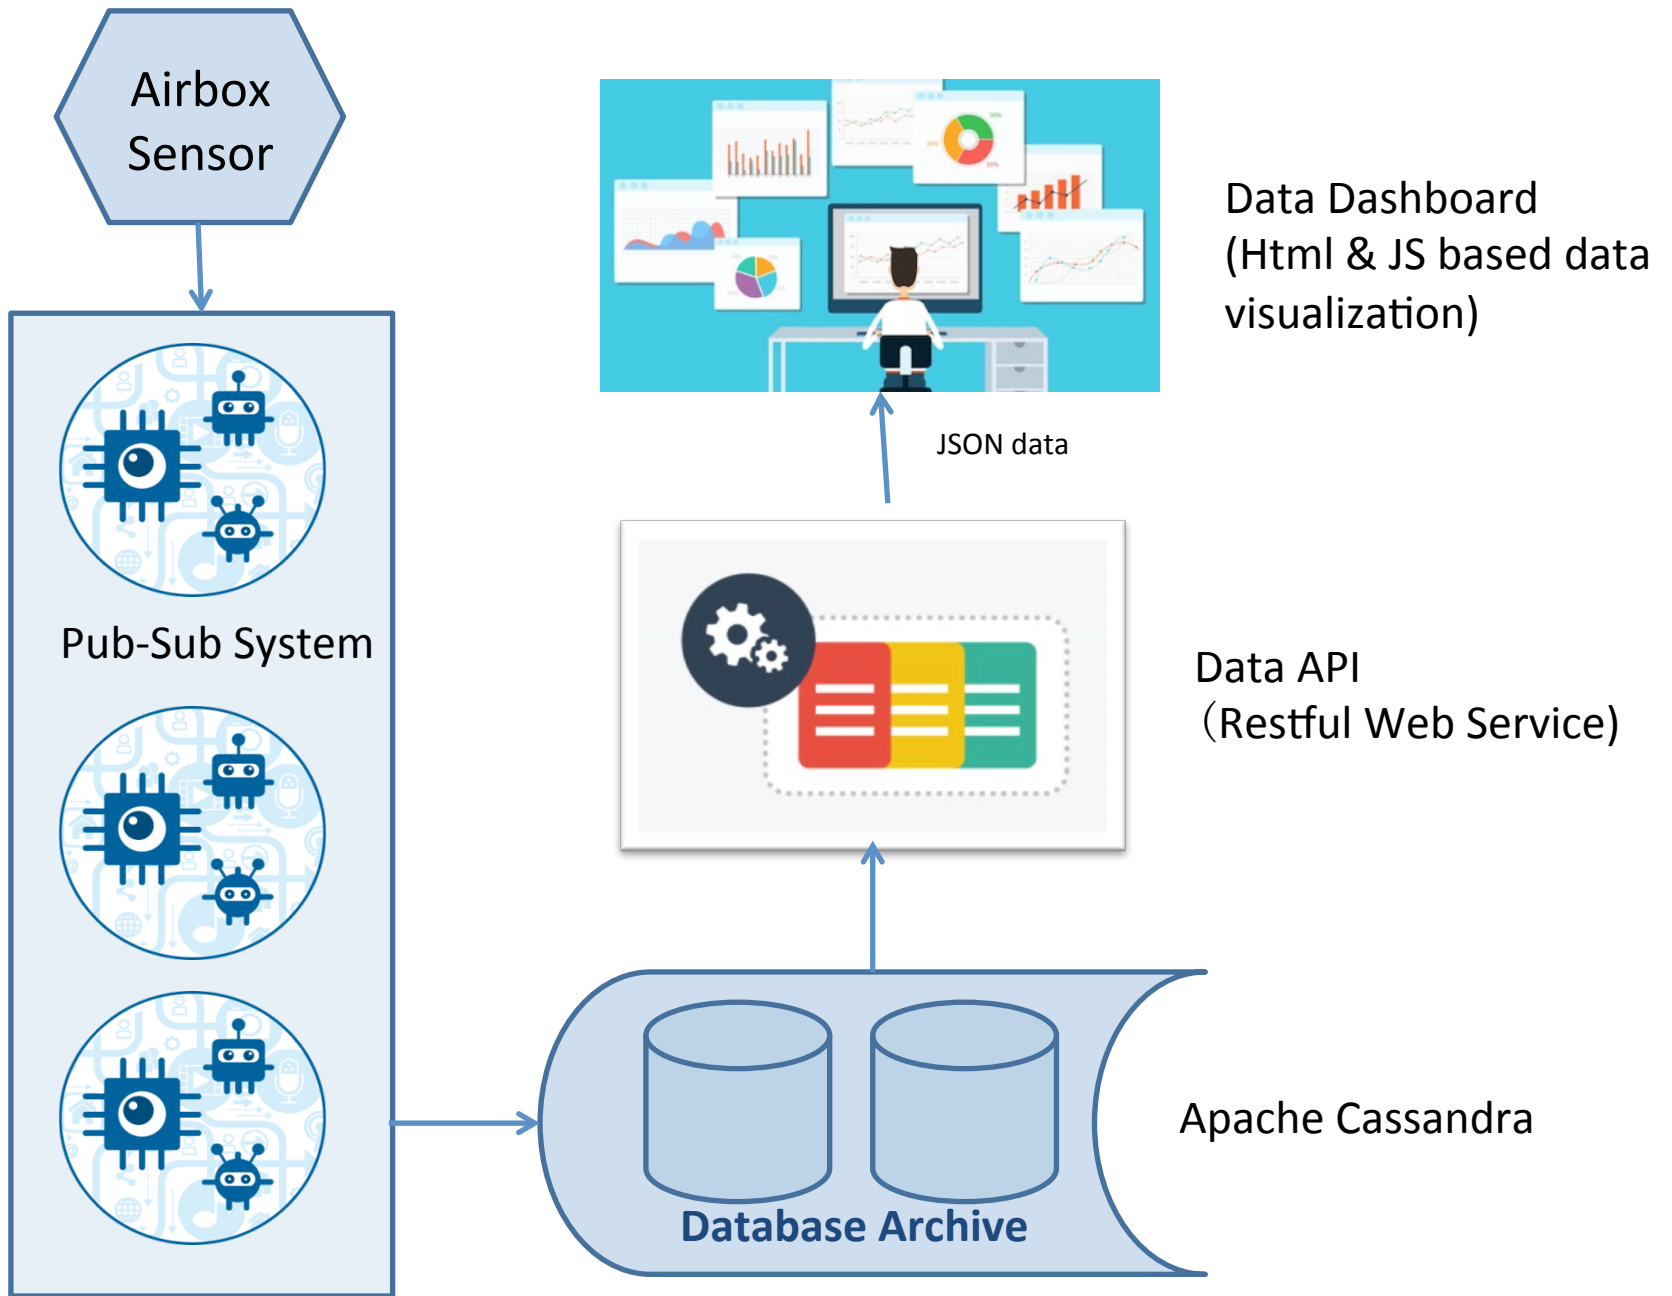 Airbox
Sensor
Pub-Sub System
Data Dashboard
(Html & JS based data
visualization)
JSON data
Data API
（Restful Web Service)
Apache Cassandra
Database Archive